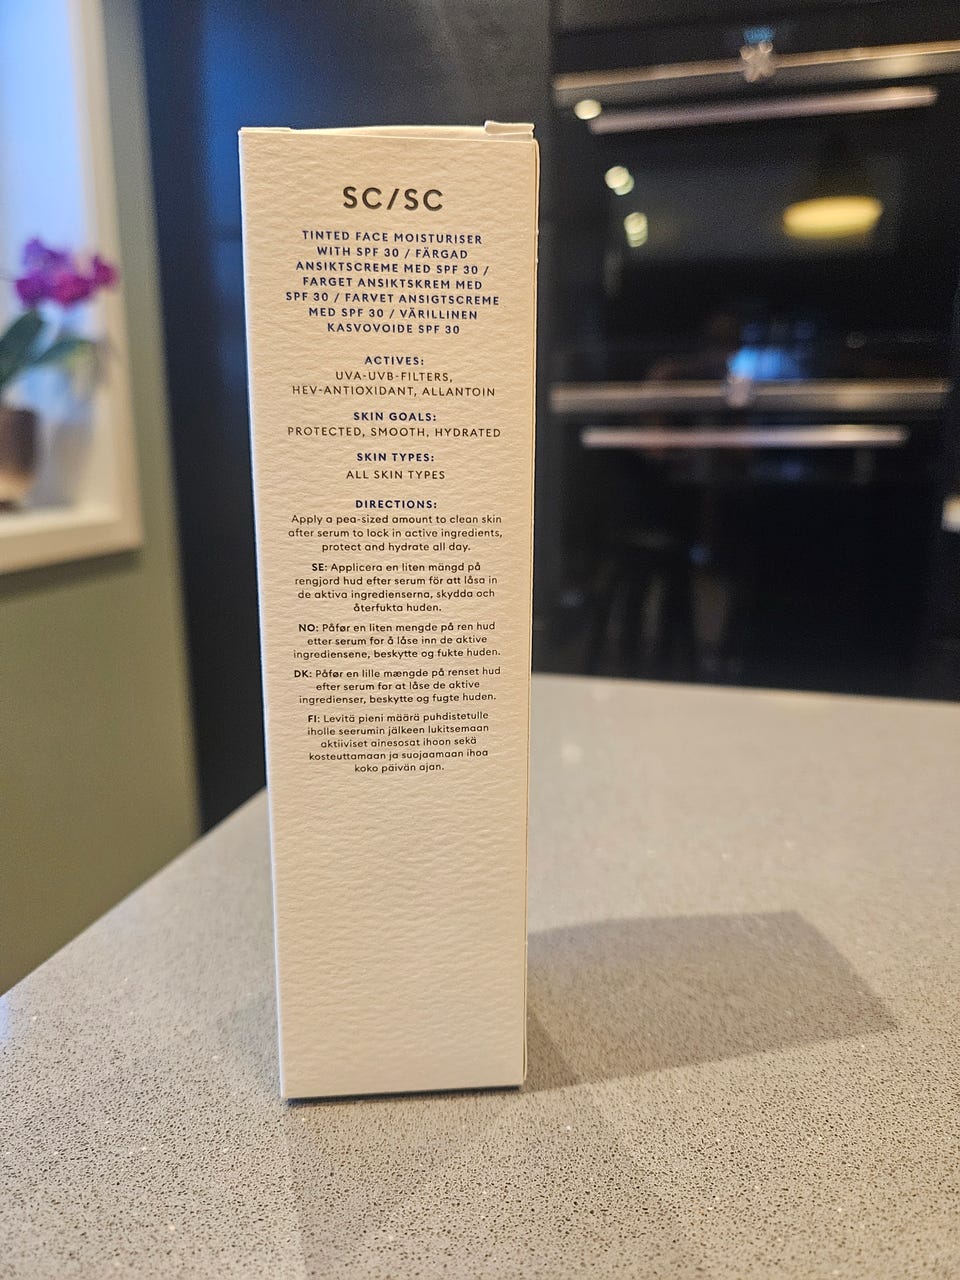 SC/SC
TINTED FACE MOISTURISER
WITH SPF 30 / FÄRGAD
ANSIKTSCREME MED SPF 30 /
FARGET ANSIKTSKREM MED
SPF 30 / FARVET ANSIGTSCREME
MED SPF 30 / VÄRILLINEN
KASVOVOIDE SPF 30
ACTIVES:
UVA-UVB-FILTERS,
HEV-ANTIOXIDANT, ALLANTOIN
SKIN GOALS:
PROTECTED, SMOOTH, HYDRATED
SKIN TYPES:
ALL SKIN TYPES
DIRECTIONS:
Apply a pea-sized amount to clean skin
after serum to lock in active ingredients,
protect and hydrate all day.
SE: Applicera en liten mängd på
rengjord hud efter serum för att låsa in
de aktiva ingredienserna, skydda och
återfukta huden.
NO: Påfør en liten mengde på ren hud
etter serum for å låse inn de aktive
ingrediensene, beskytte og fukte huden.
DK: Påfør en lille mængde på renset hud
efter serum for at låse de aktive
ingredienser, beskytte og fugte huden.
FI: Levitä pieni määrä puhdistetulle
iholle seerumin jälkeen lukitsemaan
aktiiviset ainesosat ihoon sekä
kosteuttamaan ja suojaamaan ihoa
koko päivän ajan.